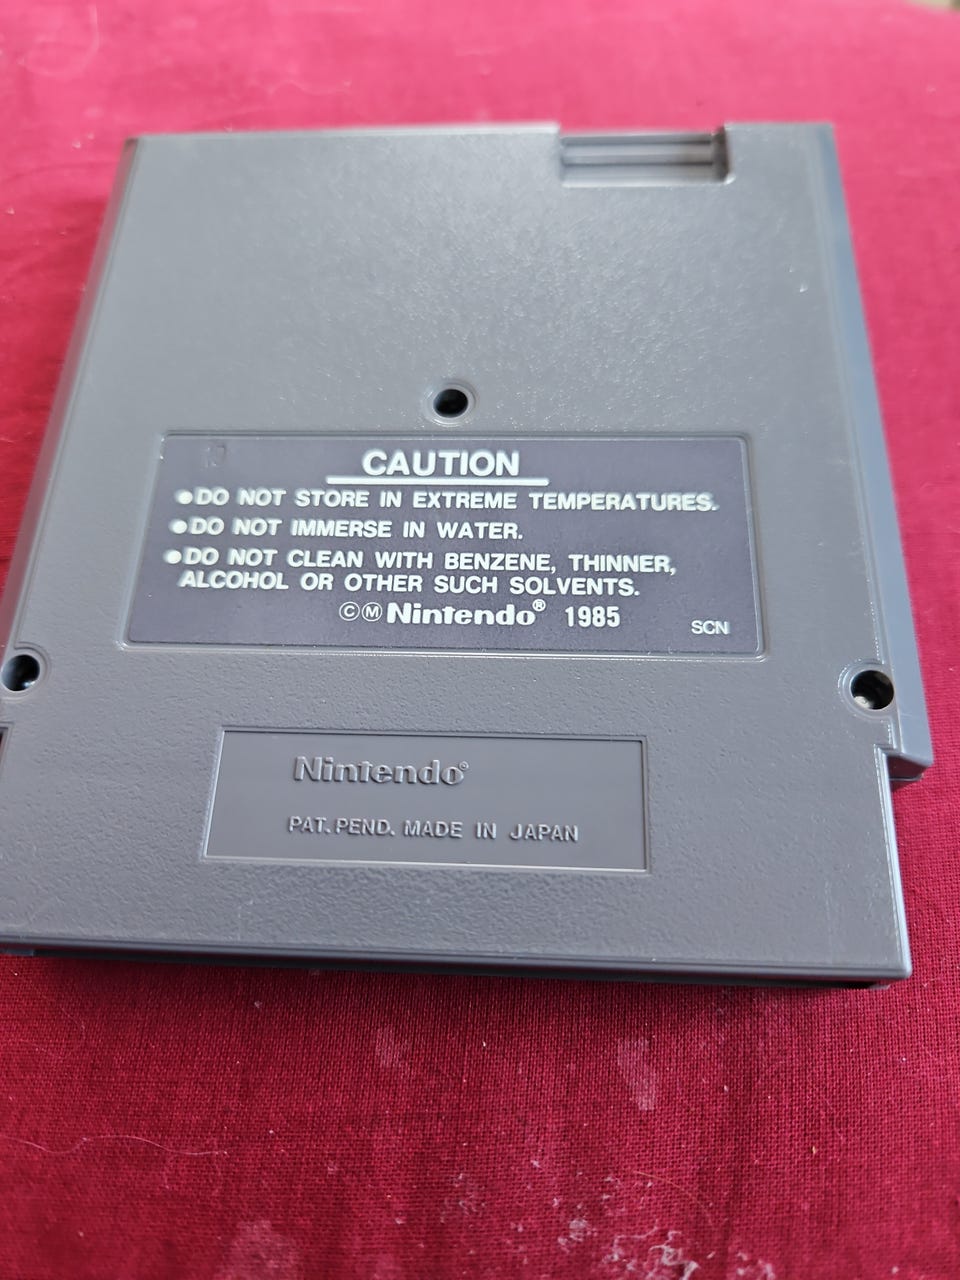 CAUTION
●DO NOT STORE IN EXTREME TEMPERATURES.
●DO NOT IMMERSE IN WATER.
●DO NOT CLEAN WITH BENZENE, THINNER,
ALCOHOL OR OTHER SUCH SOLVENTS.
ⒸⓂNintendo® 1985
SCN
Nintendo®
PAT. PEND. MADE IN JAPAN